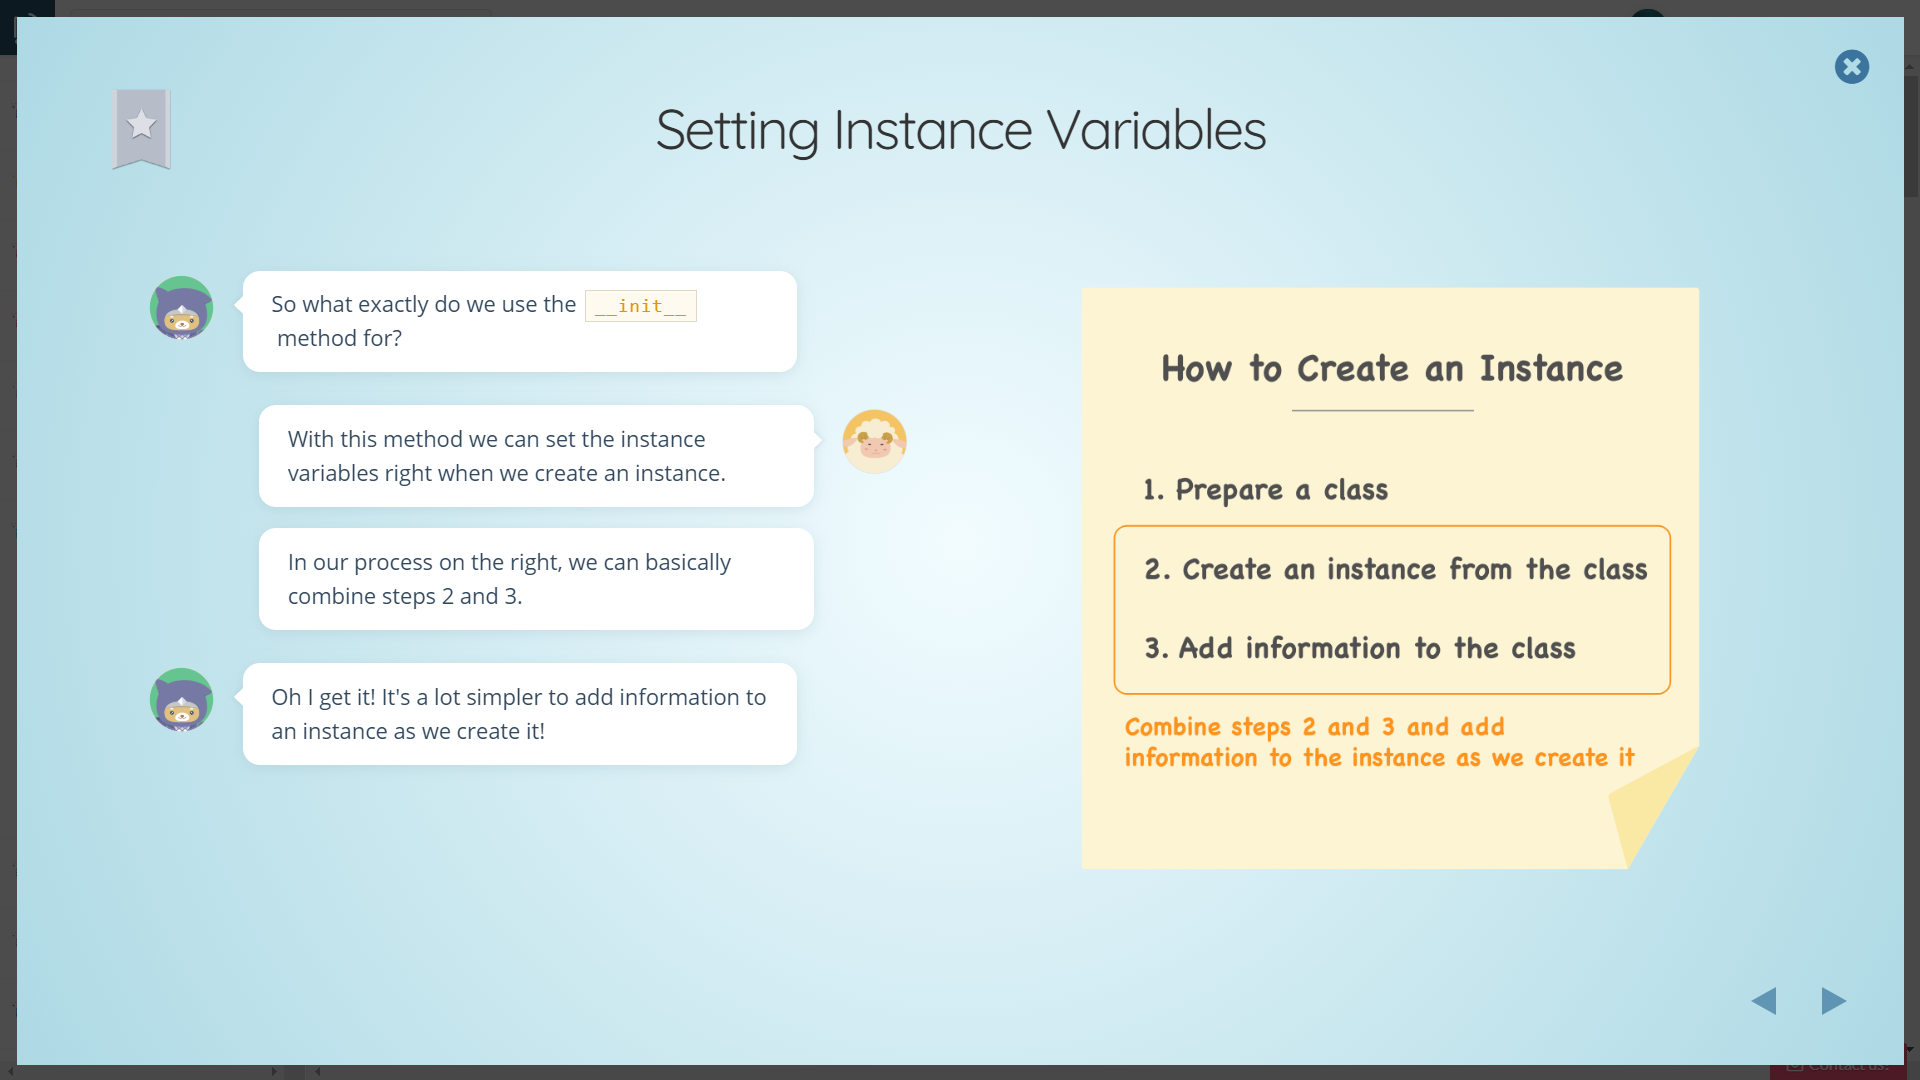 Setting Instance Variables
So what exactly do we use the __init__
method for?
With this method we can set the instance
variables right when we create an instance.
In our process on the right, we can basically
combine steps 2 and 3.
Oh I get it! It's a lot simpler to add information to
an instance as we create it!
How to Create an Instance
1. Prepare a class
2. Create an instance from the class
3. Add information to the class
Combine steps 2 and 3 and add
information to the instance as we create it
Contact us!